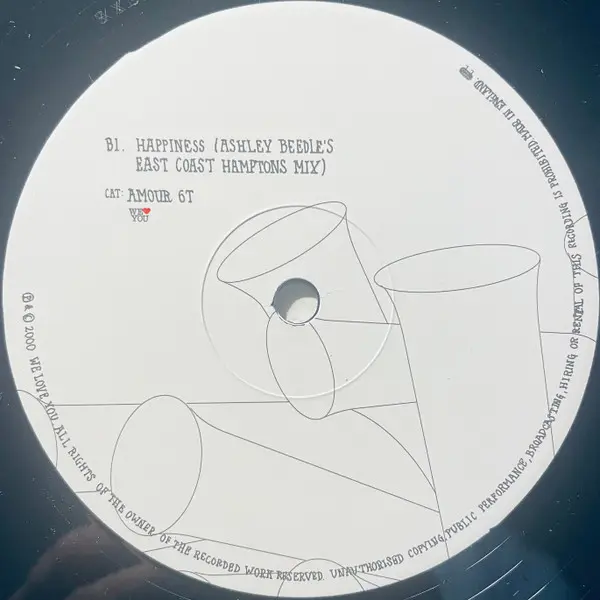 B1. HAPPINESS (ASHLEY BEEDLE'S
EAST COAST HAMPTONS MIX)
CAT: AMOUR 6T
WE❤
YOU
℗ & © 2000 WE LOVE YOU. ALL RIGHTS OF THE OWNER OF THE RECORDED WORK RESERVED. UNAUTHORISED COPYING, PUBLIC PERFORMANCE, BROADCASTING, HIRING OR RENTAL OF THIS RECORDING IS PROHIBITED. MADE IN ENGLAND.